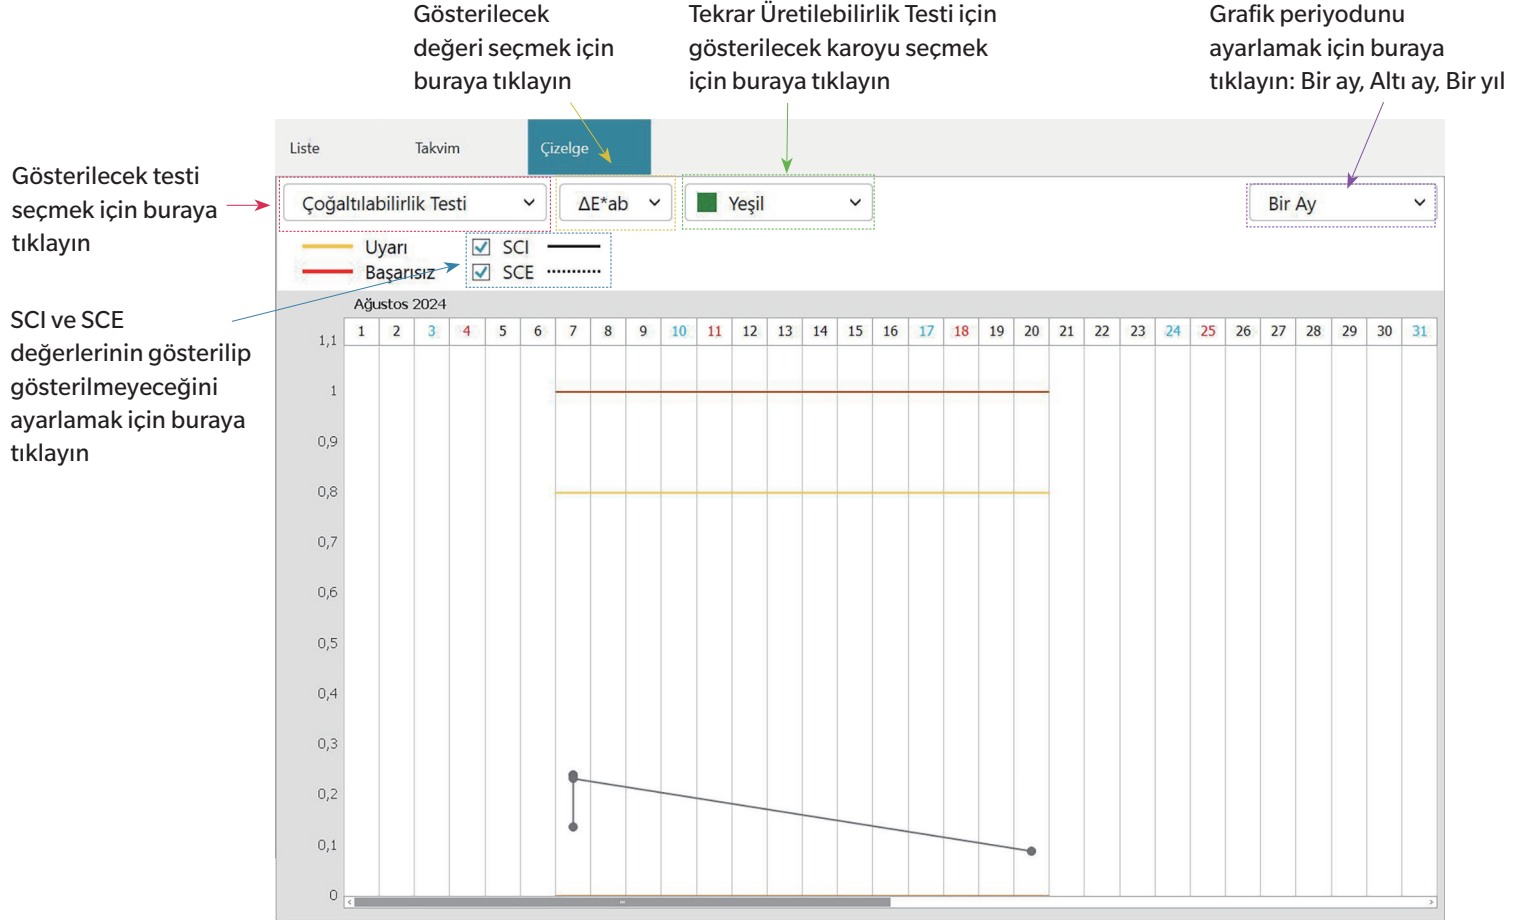 Gösterilecek
değeri seçmek için
buraya tıklayın
Tekrar Üretilebilirlik Testi için
gösterilecek karoyu seçmek
için buraya tıklayın
Grafik periyodunu
ayarlamak için buraya
tıklayın: Bir ay, Altı ay, Bir yıl
Liste Takvim Çizelge
Gösterilecek testi
seçmek için buraya
tıklayın
Çoğaltılabilirlik Testi ΔE*ab Yeşil Bir Ay
Uyarı SCI
Başarısız SCE
SCI ve SCE
değerlerinin gösterilip
gösterilmeyeceğini
ayarlamak için buraya
tıklayın
Ağustos 2024
1 2 3 4 5 6 7 8 9 10 11 12 13 14 15 16 17 18 19 20 21 22 23 24 25 26 27 28 29 30 31
1,1
1
0,9
0,8
0,7
0,6
0,5
0,4
0,3
0,2
0,1
0